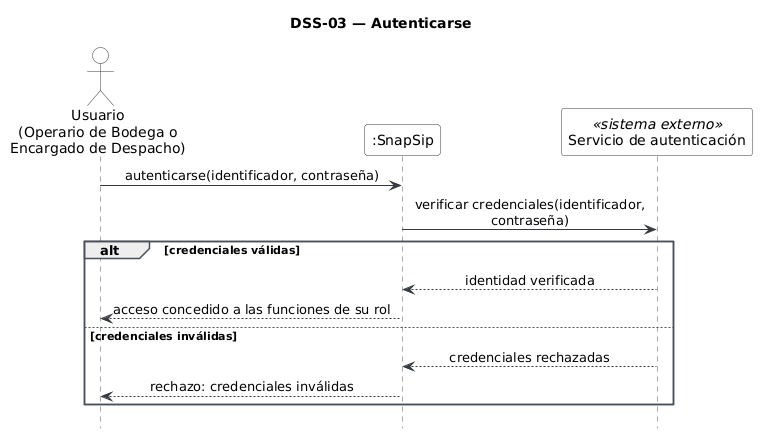 DSS-03 — Autenticarse
Usuario
(Operario de Bodega o
Encargado de Despacho)
:SnapSip
«sistema externo»
Servicio de autenticación
autenticarse(identificador, contraseña)
verificar credenciales(identificador,
contraseña)
alt [credenciales válidas]
identidad verificada
acceso concedido a las funciones de su rol
[credenciales inválidas]
credenciales rechazadas
rechazo: credenciales inválidas